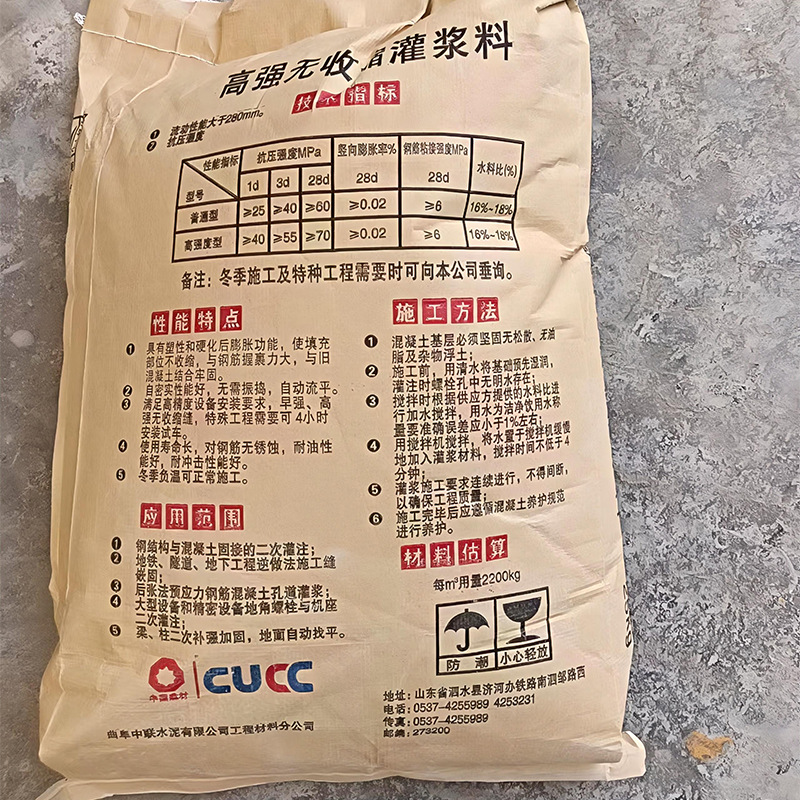 高强无收缩灌浆料
技术指标
1 流动性能大于280mm。
2 抗压强度
性能指标 型号 抗压强度MPa 竖向膨胀率% 钢筋粘接强度MPa 水料比(%)
1d 3d 28d 28d 28d
普通型 ≥25 ≥40 ≥60 ≥0.02 ≥6 16%~18%
高强度型 ≥40 ≥55 ≥70 ≥0.02 ≥6 16%~18%
备注：冬季施工及特种工程需要时可向本公司垂询。
性能特点
1 具有塑性和硬化后膨胀功能，使填充
部位不收缩，与钢筋握裹力大，与旧
混凝土结合牢固。
2 自密实性能好，无需振捣，自动流平。
3 满足高精度设备安装要求，早强、高
强无收缩缝，特殊工程需要可4小时
安装试车。
4 使用寿命长，对钢筋无锈蚀，耐油性
能好，耐冲击性能好。
5 冬季负温可正常施工。
应用范围
1 钢结构与混凝土固接的二次灌注；
2 地铁、隧道、地下工程逆做法施工缝
嵌固；
3 后张法预应力钢筋混凝土孔道灌浆；
4 大型设备和精密设备地角螺栓与机座
二次灌注；
5 梁、柱二次补强加固，地面自动找平。
施工方法
1 混凝土基层必须坚固无松散、无油
脂及杂物浮土；
2 施工前，用清水将基础预先湿润，
灌注时螺栓孔中无明水存在；
3 搅拌时根据供应方提供的水料比进
行加水搅拌，用水为洁净饮用水称
量要准确误差应小于1%左右；
4 用搅拌机搅拌，将水置于搅拌机缓慢
地加入灌浆材料，搅拌时间不低于4
分钟；
5 灌浆施工要求连续进行，不得间断，
以确保工程质量；
6 施工完毕后应遵循混凝土养护规范
进行养护。
材料估算
每m³用量2200kg
防潮 小心轻放
CUCC
曲阜中联水泥有限公司工程材料分公司
地址：山东省泗水县济河办铁路南泗邹路西
电话：0537-4255989 4253231
传真：0537-4255989
邮编：273200